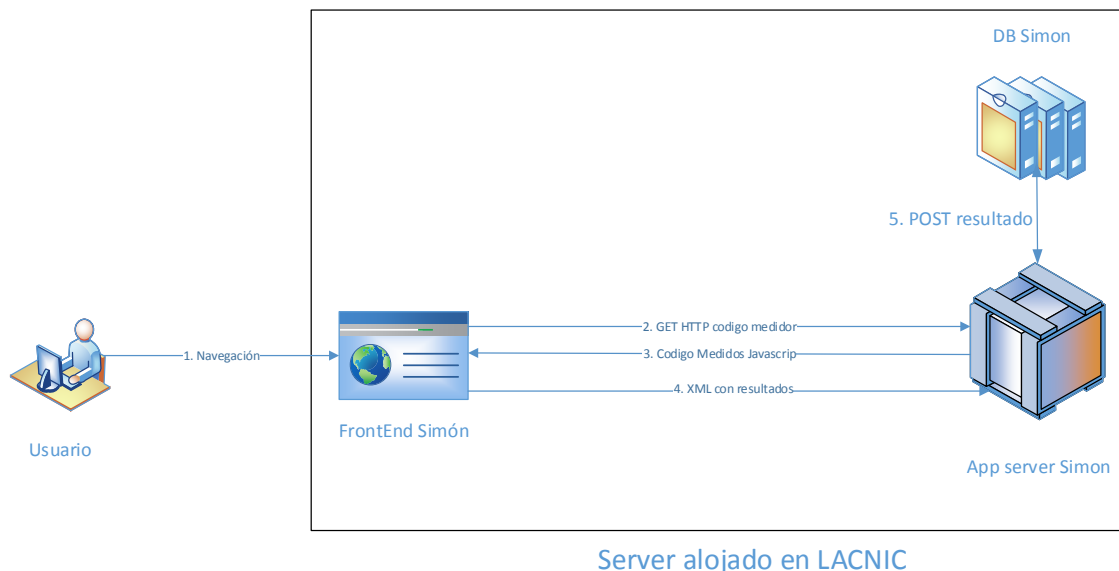 DB Simon
5. POST resultado
2. GET HTTP codigo medidor
1. Navegación
3. Codigo Medidos Javascrip
4. XML con resultados
FrontEnd Simón
Usuario
App server Simon
Server alojado en LACNIC